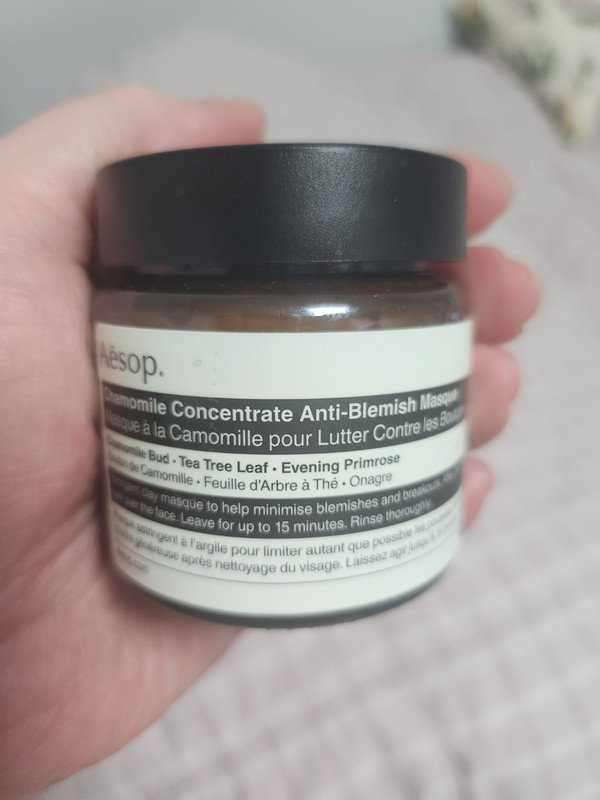 Aēsop.
Chamomile Concentrate Anti-Blemish Masque
Masque à la Camomille pour Lutter Contre les
Chamomile Bud • Tea Tree Leaf • Evening Primrose
de Camomille • Feuille d'Arbre à Thé • Onagre
clay masque to help minimise blemishes and breakouts.
over the face. Leave for up to 15 minutes. Rinse thoroughly.
astringent à l'argile pour limiter autant que possible les
généreuse après nettoyage du visage. Laissez agir jusqu'à